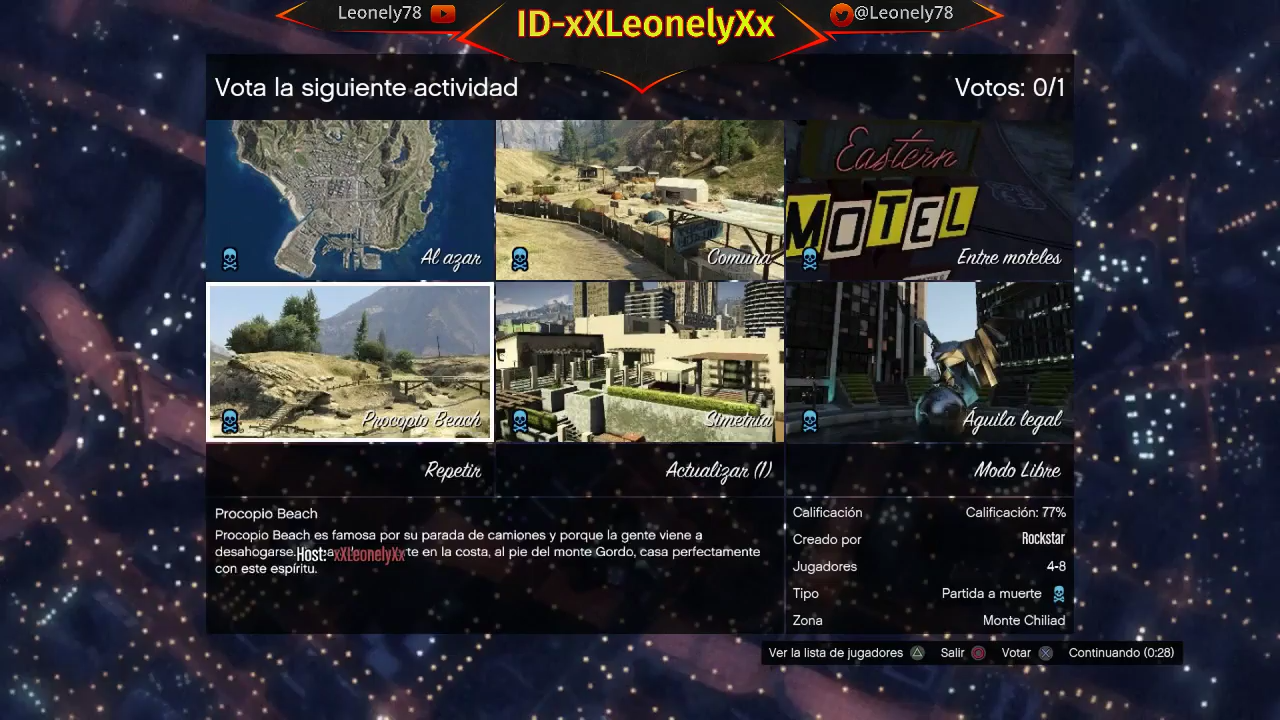 Leonely78
ID-xXLeonelyXx
@Leonely78
Vota la siguiente actividad
Votos: 0/1
Al azar
Comuna
Eastern
MOTEL
Entre moteles
Procopio Beach
Simetría
Águila legal
Repetir
Actualizar (1)
Modo Libre
Procopio Beach
Procopio Beach es famosa por su parada de camiones y porque la gente viene a
desahogarse. te en la costa, al pie del monte Gordo, casa perfectamente
con este espíritu.
Host: xXLeonelyXx
Calificación Calificación: 77%
Creado por Rockstar
Jugadores 4-8
Tipo Partida a muerte
Zona Monte Chiliad
Ver la lista de jugadores Salir Votar Continuando (0:28)